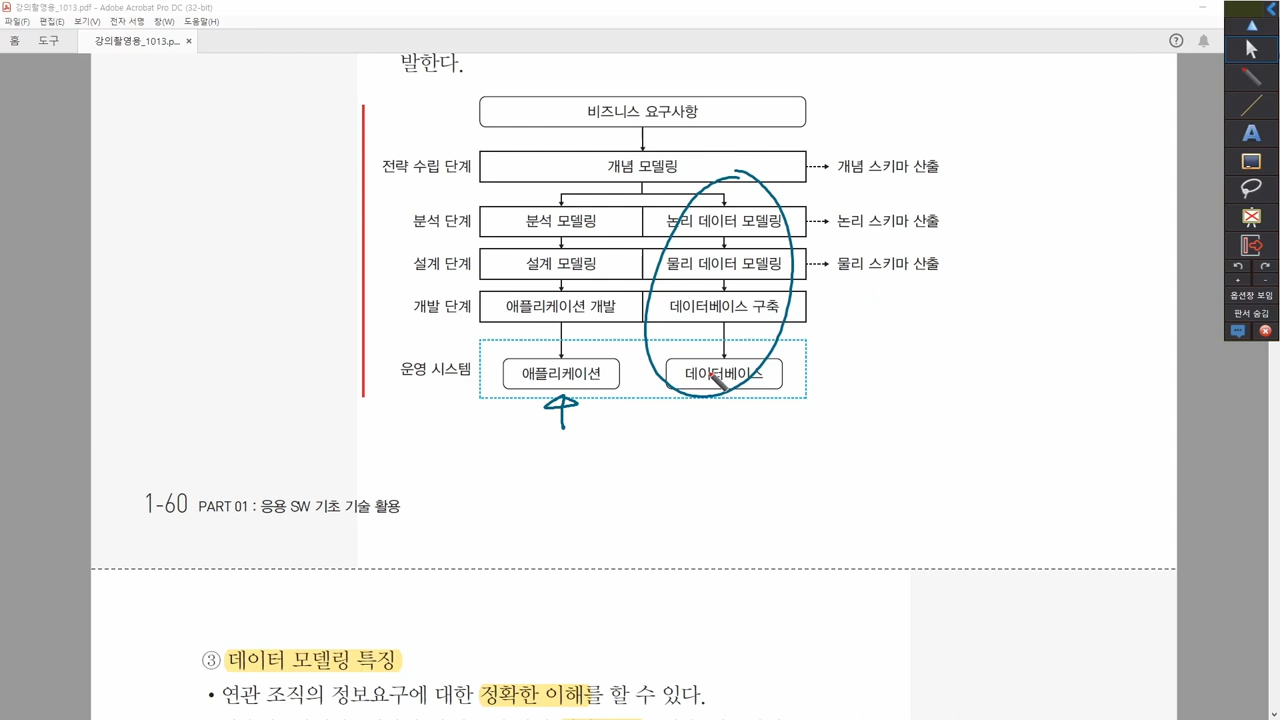 강의촬영용_1013.pdf - Adobe Acrobat Pro DC (32-bit)
파일(F) 편집(E) 보기(V) 전자 서명 창(W) 도움말(H)
홈 도구 강의촬영용_1013.p... ×
발한다.
비즈니스 요구사항
전략 수립 단계 개념 모델링 개념 스키마 산출
분석 단계 분석 모델링 논리 데이터 모델링 논리 스키마 산출
설계 단계 설계 모델링 물리 데이터 모델링 물리 스키마 산출
개발 단계 애플리케이션 개발 데이터베이스 구축
운영 시스템 애플리케이션 데이터베이스
1-60 PART 01 : 응용 SW 기초 기술 활용
③ 데이터 모델링 특징
• 연관 조직의 정보요구에 대한 정확한 이해를 할 수 있다.
옵션창 보임
판서 숨김